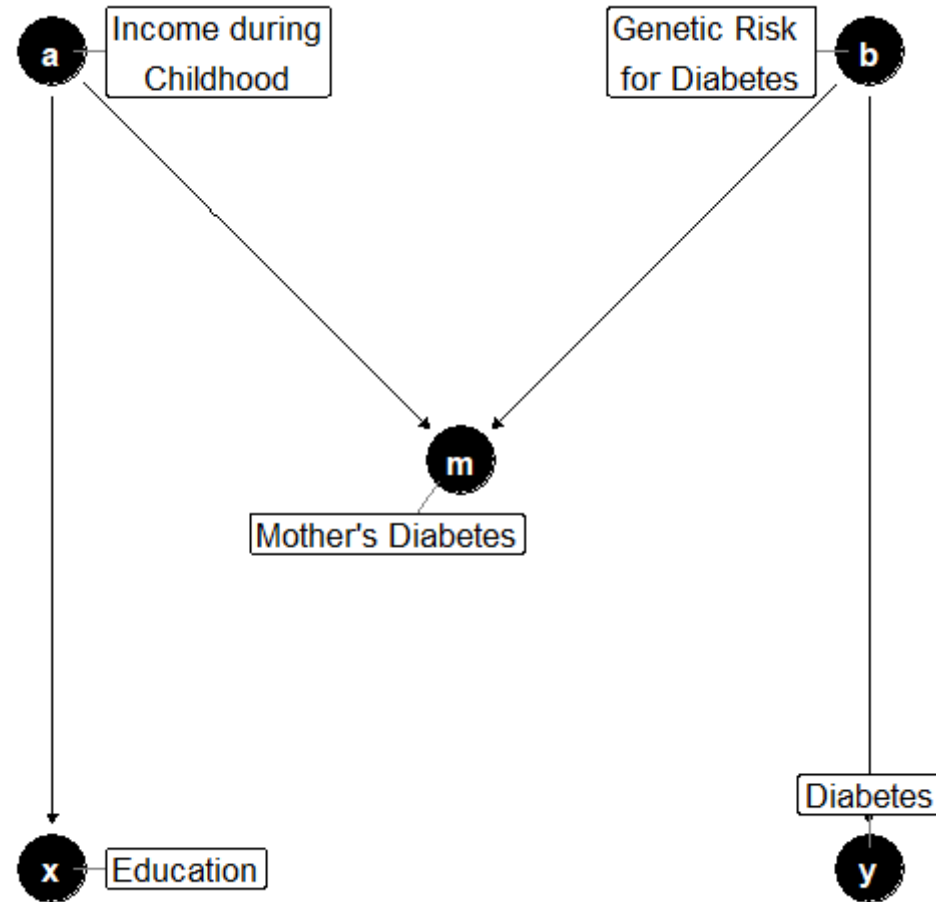 a
Income during
Childhood
Genetic Risk
for Diabetes
b
m
Mother's Diabetes
Diabetes
x
Education
y